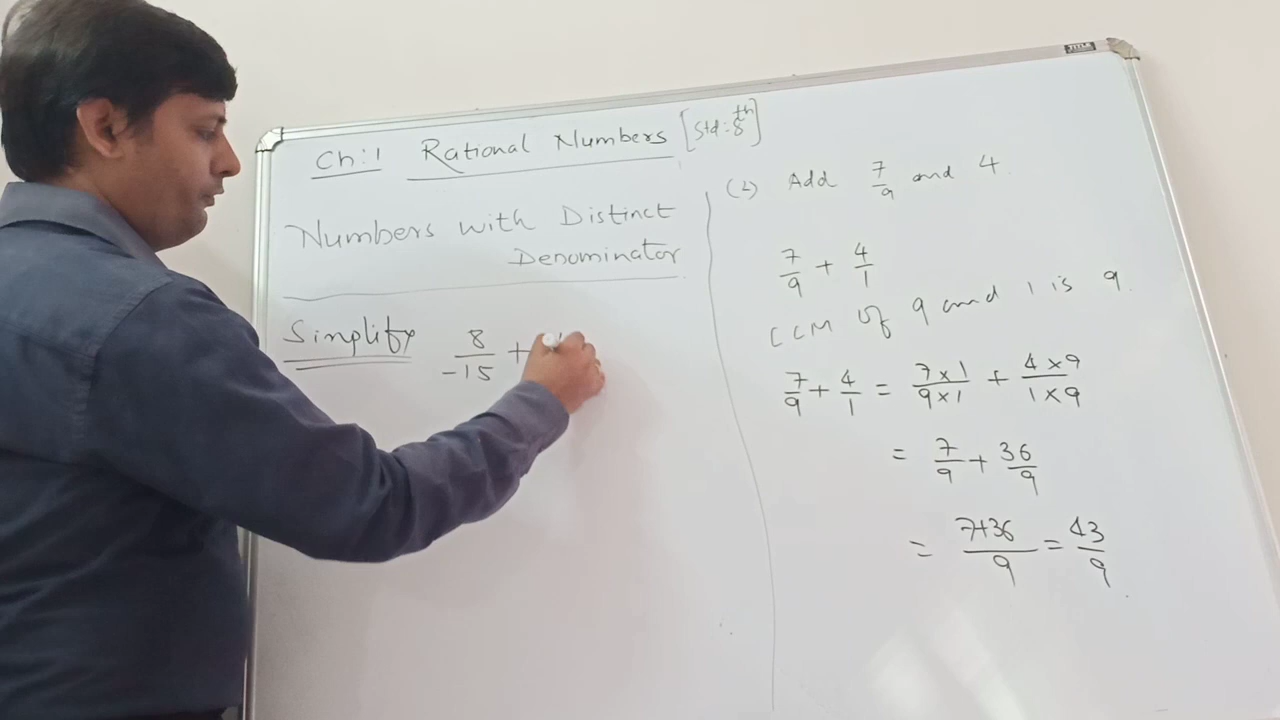 TITLE
Ch:1 Rational Numbers [Std:8th]
Numbers with Distinct
Denominator
Simplify 8/-15 +
(2) Add 7/9 and 4
7/9 + 4/1
LCM of 9 and 1 is 9
7/9 + 4/1 = 7×1/9×1 + 4×9/1×9
= 7/9 + 36/9
= 7+36/9 = 43/9